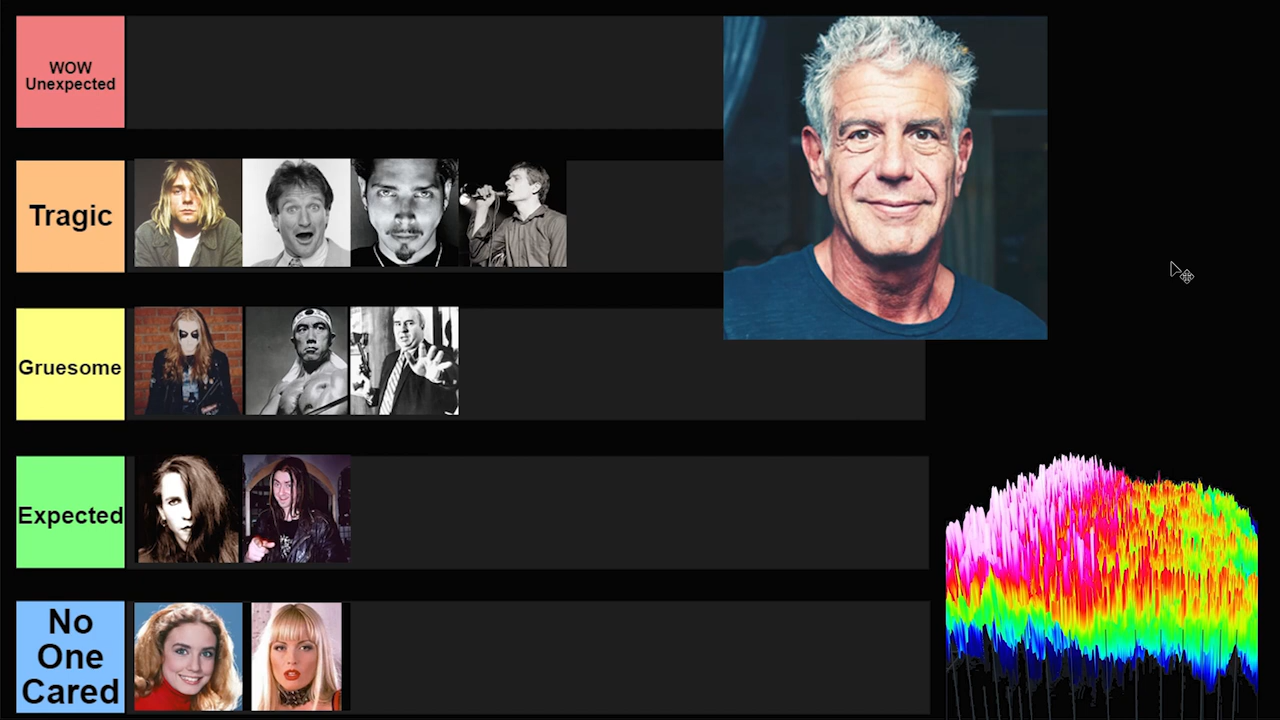 WOW
Unexpected
Tragic
Gruesome
Expected
No
One
Cared